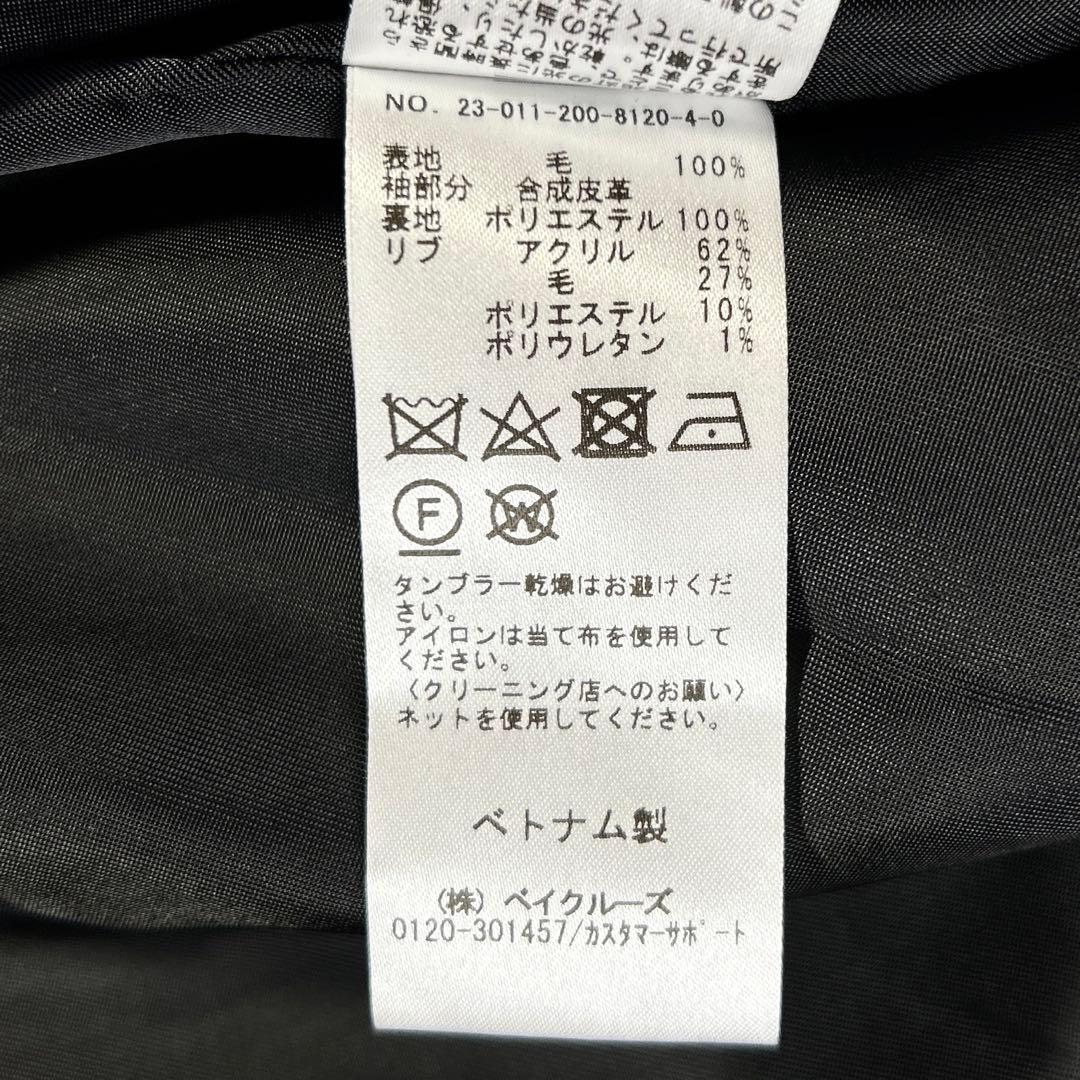 NO. 23-011-200-8120-4-0
表地 毛 100%
袖部分 合成皮革
裏地 ポリエステル 100%
リブ アクリル 62%
毛 27%
ポリエステル 10%
ポリウレタン 1%
F
W
タンブラー乾燥はお避けくだ
さい。
アイロンは当て布を使用して
ください。
〈クリーニング店へのお願い〉
ネットを使用してください。
ベトナム製
(株) ベイクルーズ
0120-301457/カスタマーサポート